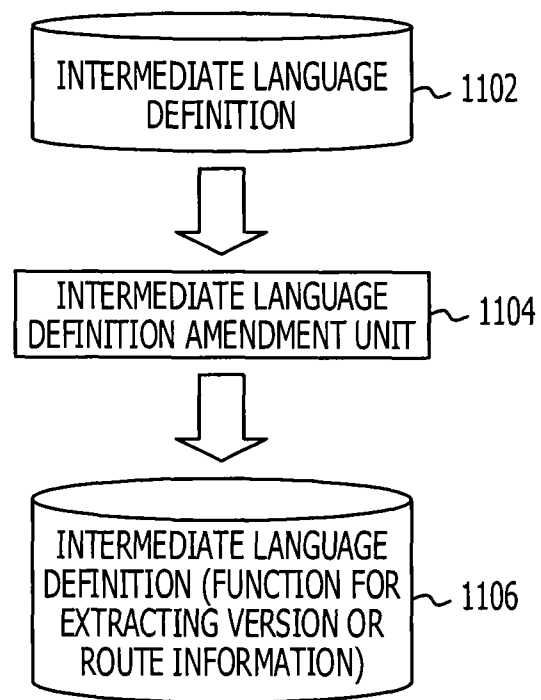 INTERMEDIATE LANGUAGE
DEFINITION
1102
INTERMEDIATE LANGUAGE
DEFINITION AMENDMENT UNIT
1104
INTERMEDIATE LANGUAGE
DEFINITION (FUNCTION FOR
EXTRACTING VERSION OR
ROUTE INFORMATION)
1106